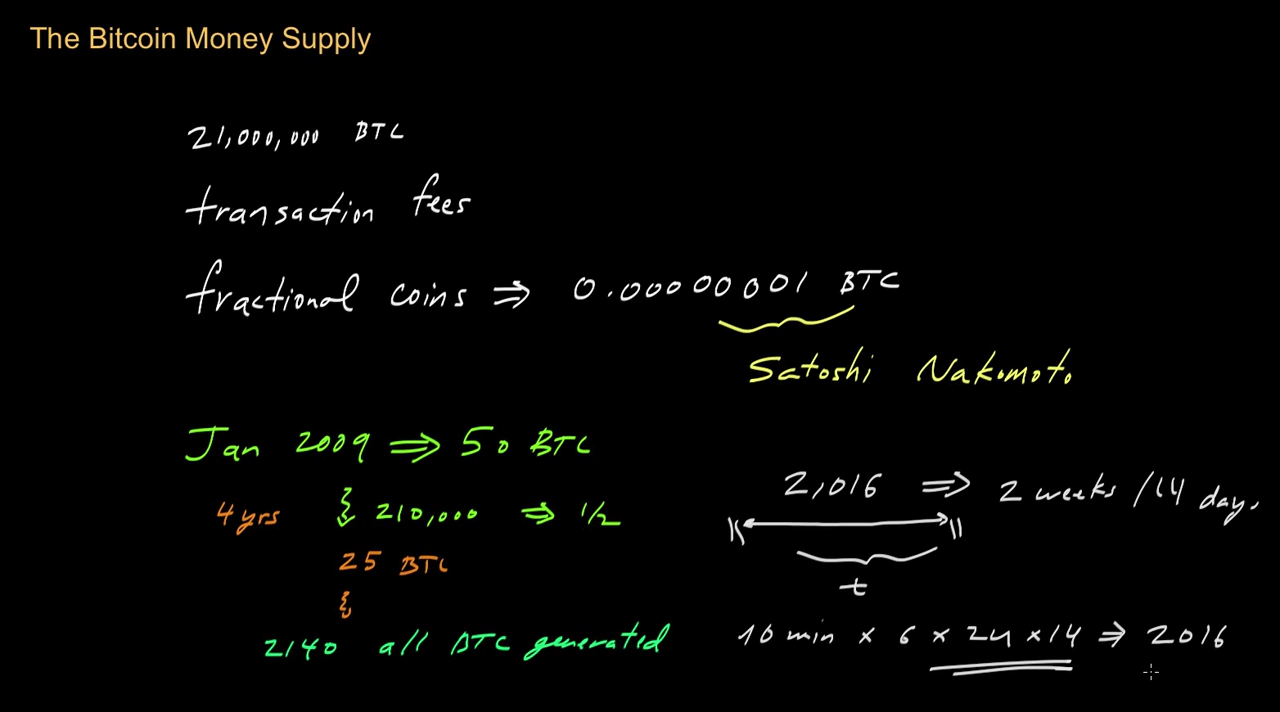 The Bitcoin Money Supply
21,000,000 BTC
transaction fees
fractional coins ⇒ 0.00000001 BTC
Satoshi Nakamoto
Jan 2009 ⇒ 50 BTC
4 yrs } 210,000 ⇒ 1/2
25 BTC
{
2140 all BTC generated
2,016 ⇒ 2 weeks / 14 days
t
10 min × 6 × 24 × 14 ⇒ 2016